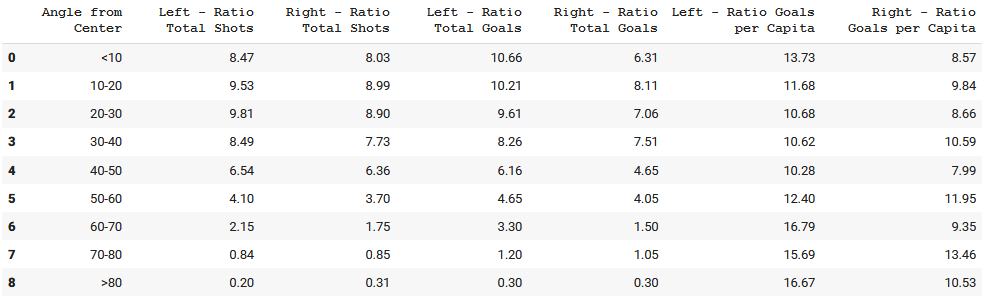 Angle from Center Left - Ratio Total Shots Right - Ratio Total Shots Left - Ratio Total Goals Right - Ratio Total Goals Left - Ratio Goals per Capita Right - Ratio Goals per Capita
0 <10 8.47 8.03 10.66 6.31 13.73 8.57
1 10-20 9.53 8.99 10.21 8.11 11.68 9.84
2 20-30 9.81 8.90 9.61 7.06 10.68 8.66
3 30-40 8.49 7.73 8.26 7.51 10.62 10.59
4 40-50 6.54 6.36 6.16 4.65 10.28 7.99
5 50-60 4.10 3.70 4.65 4.05 12.40 11.95
6 60-70 2.15 1.75 3.30 1.50 16.79 9.35
7 70-80 0.84 0.85 1.20 1.05 15.69 13.46
8 >80 0.20 0.31 0.30 0.30 16.67 10.53